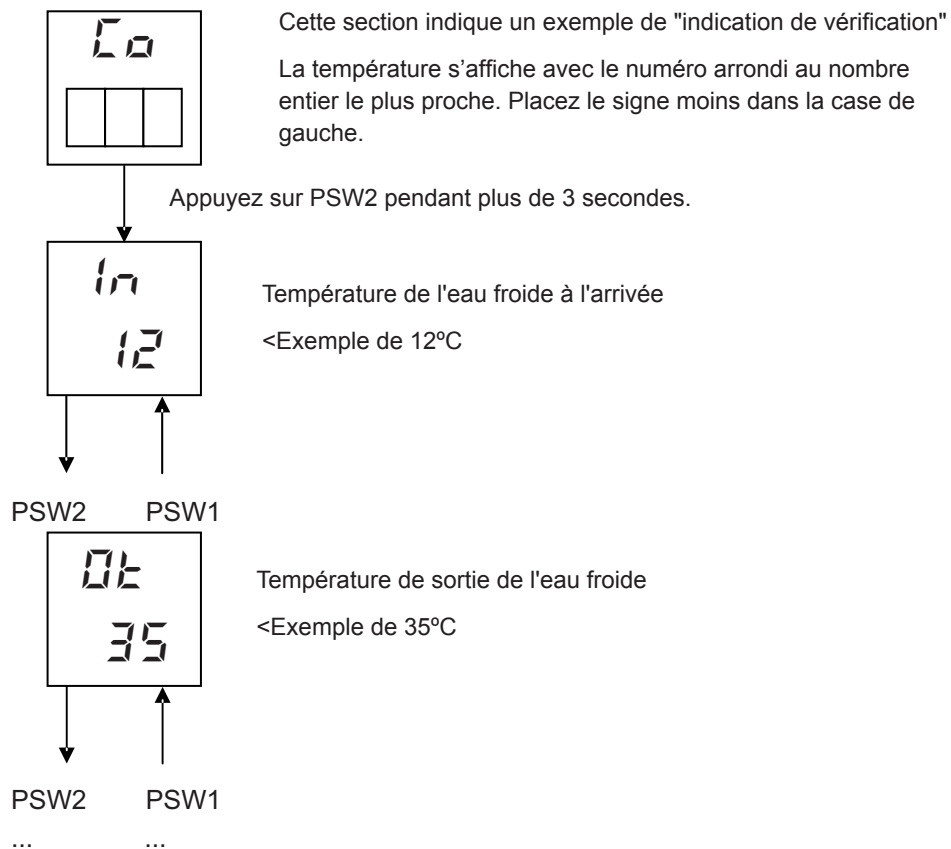 Co
Cette section indique un exemple de "indication de vérification"
La température s’affiche avec le numéro arrondi au nombre
entier le plus proche. Placez le signe moins dans la case de
gauche.
Appuyez sur PSW2 pendant plus de 3 secondes.
In
12
Température de l'eau froide à l'arrivée
<Exemple de 12ºC
PSW2 PSW1
Ot
35
Température de sortie de l'eau froide
<Exemple de 35ºC
PSW2 PSW1
... ...